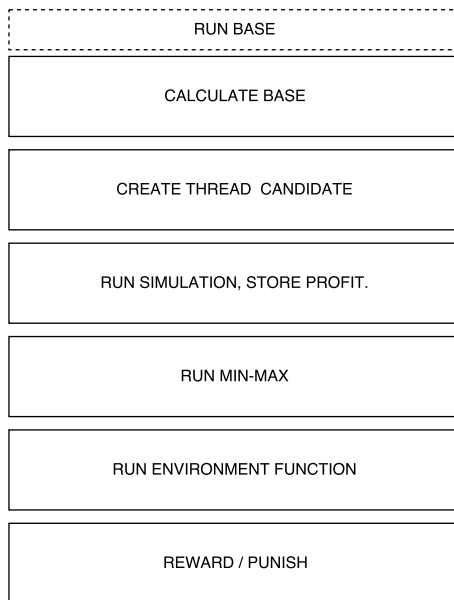 RUN BASE
CALCULATE BASE
CREATE THREAD  CANDIDATE
RUN SIMULATION, STORE PROFIT.
RUN MIN-MAX
RUN ENVIRONMENT FUNCTION
REWARD / PUNISH